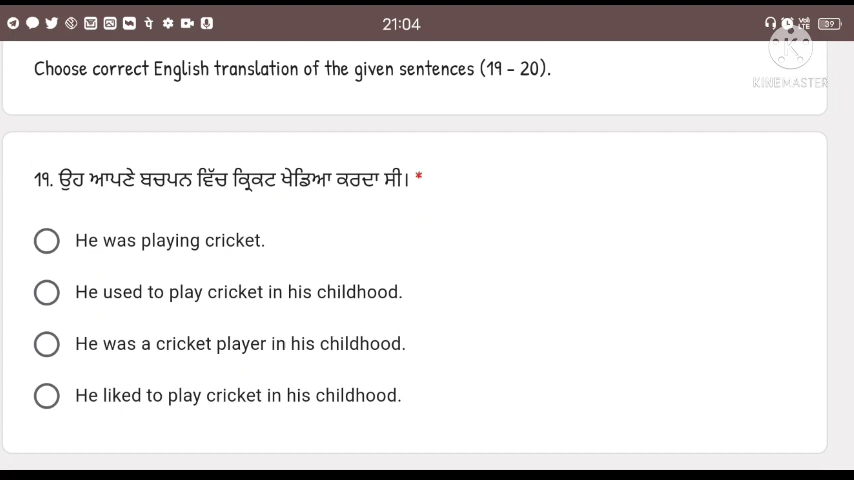 21:04
39
KINEMASTER
Choose correct English translation of the given sentences (19 - 20).
19. ਉਹ ਆਪਣੇ ਬਚਪਨ ਵਿੱਚ ਕ੍ਰਿਕਟ ਖੇਡਿਆ ਕਰਦਾ ਸੀ। *
He was playing cricket.
He used to play cricket in his childhood.
He was a cricket player in his childhood.
He liked to play cricket in his childhood.